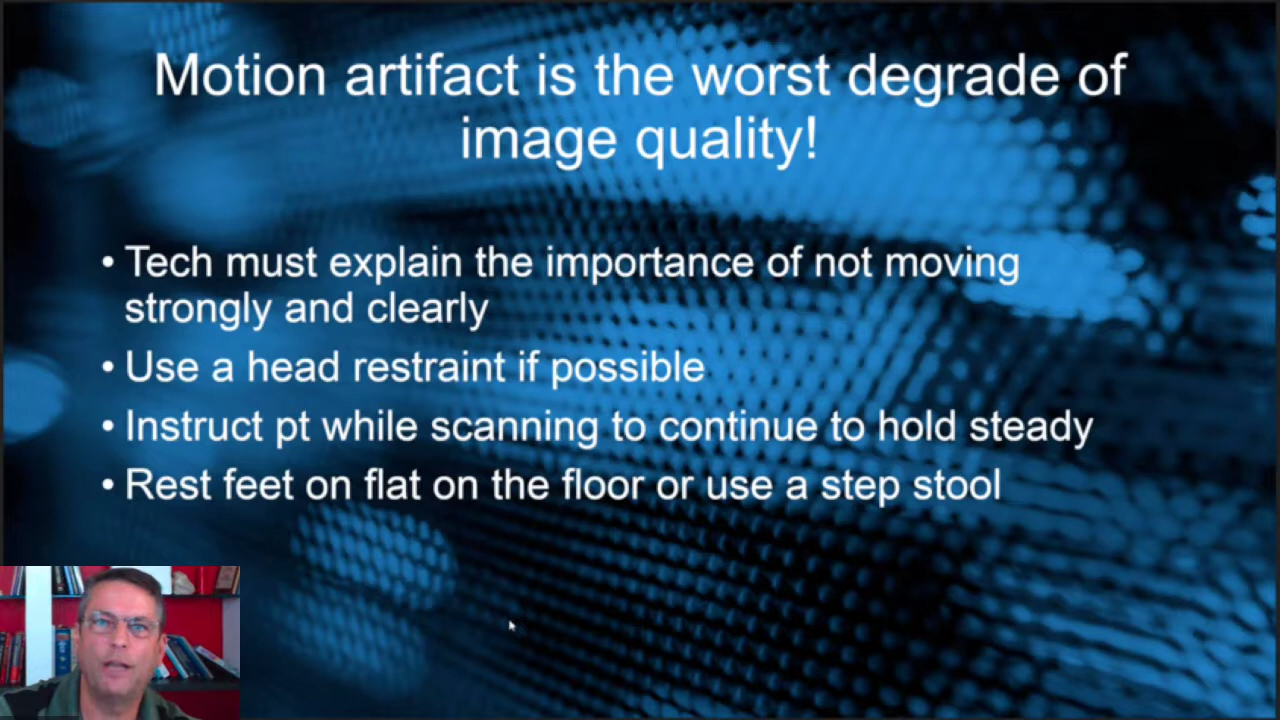 Motion artifact is the worst degrade of
image quality!
• Tech must explain the importance of not moving
strongly and clearly
• Use a head restraint if possible
• Instruct pt while scanning to continue to hold steady
• Rest feet on flat on the floor or use a step stool